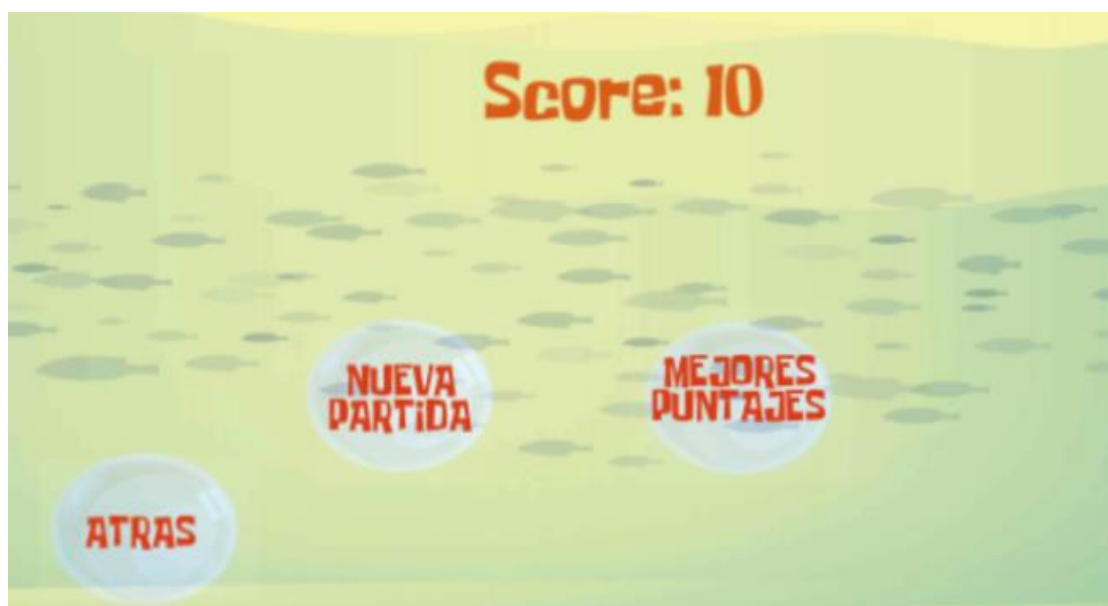 Score: 10
NUEVA
PARTIDA
MEJORES
PUNTAJES
ATRAS